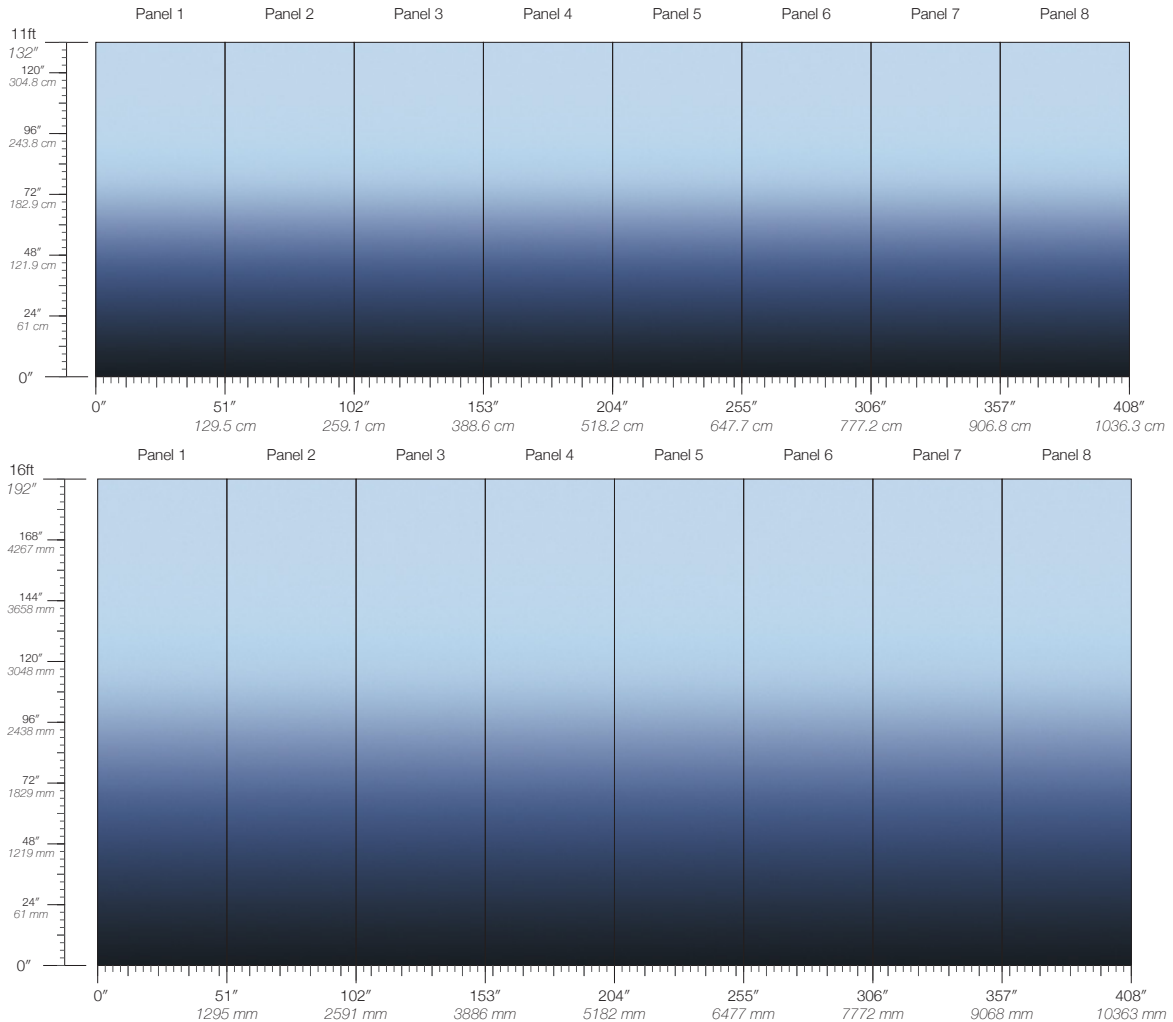 Panel 1 Panel 2 Panel 3 Panel 4 Panel 5 Panel 6 Panel 7 Panel 8
11ft
132″
120″
304.8 cm
96″
243.8 cm
72″
182.9 cm
48″
121.9 cm
24″
61 cm
0″
0″ 51″ 102″ 153″ 204″ 255″ 306″ 357″ 408″
129.5 cm 259.1 cm 388.6 cm 518.2 cm 647.7 cm 777.2 cm 906.8 cm 1036.3 cm
Panel 1 Panel 2 Panel 3 Panel 4 Panel 5 Panel 6 Panel 7 Panel 8
16ft
192″
168″
4267 mm
144″
3658 mm
120″
3048 mm
96″
2438 mm
72″
1829 mm
48″
1219 mm
24″
61 mm
0″
0″ 51″ 102″ 153″ 204″ 255″ 306″ 357″ 408″
1295 mm 2591 mm 3886 mm 5182 mm 6477 mm 7772 mm 9068 mm 10363 mm